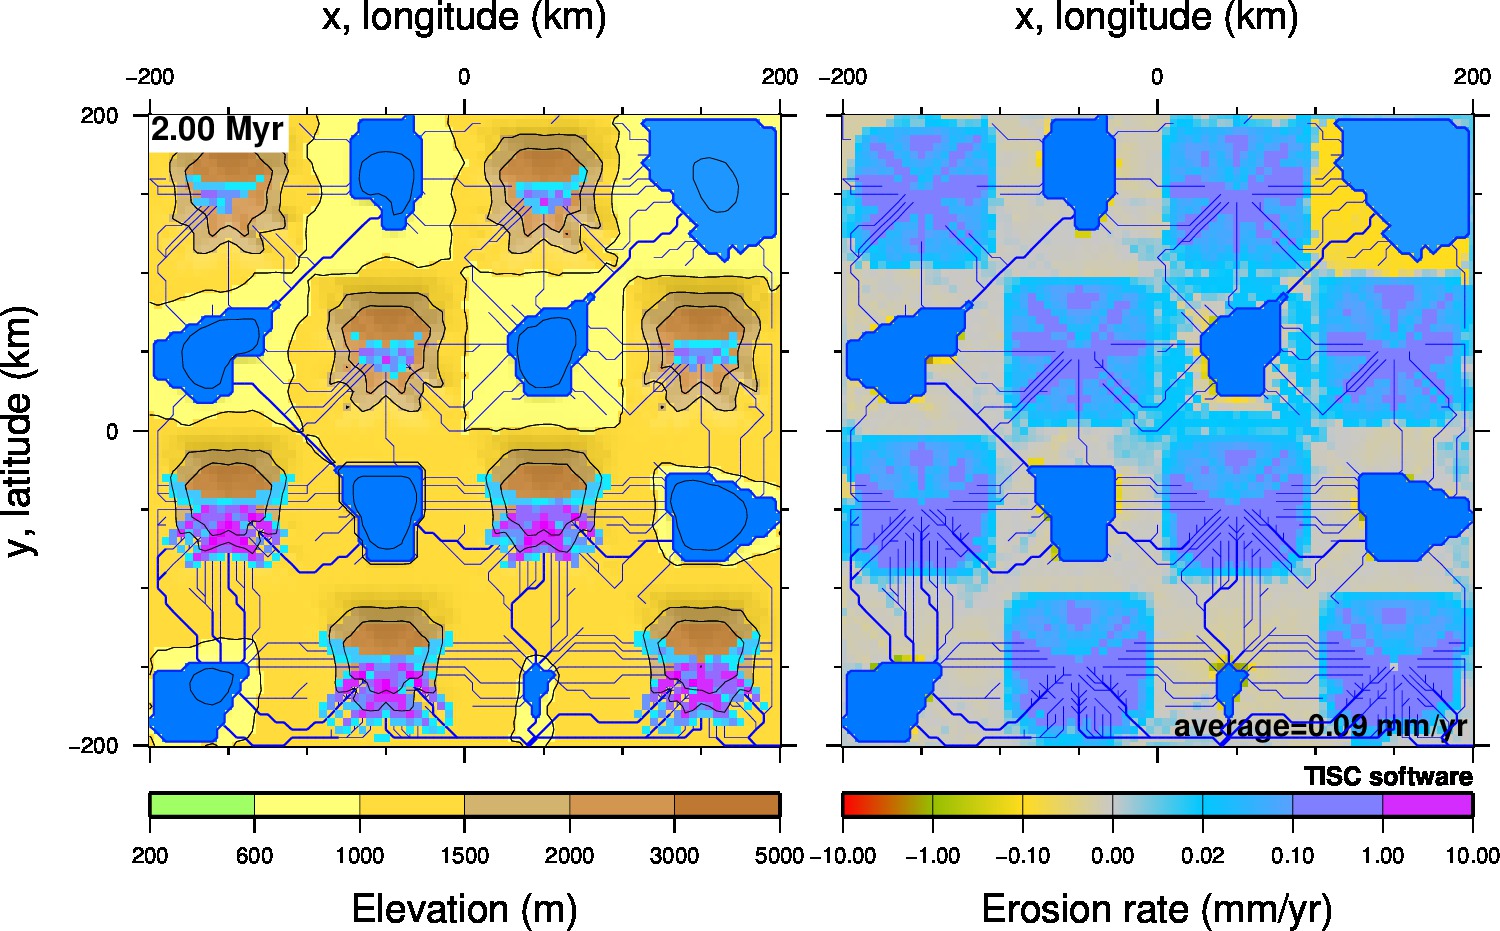 x, longitude (km) x, longitude (km)
−200 0 200 −200 0 200
200
2.00 Myr
y, latitude (km)
0
−200
average=0.09 mm/yr
TISC software
200 600 1000 1500 2000 3000 5000
−10.00 −1.00 −0.10 0.00 0.02 0.10 1.00 10.00
Elevation (m) Erosion rate (mm/yr)